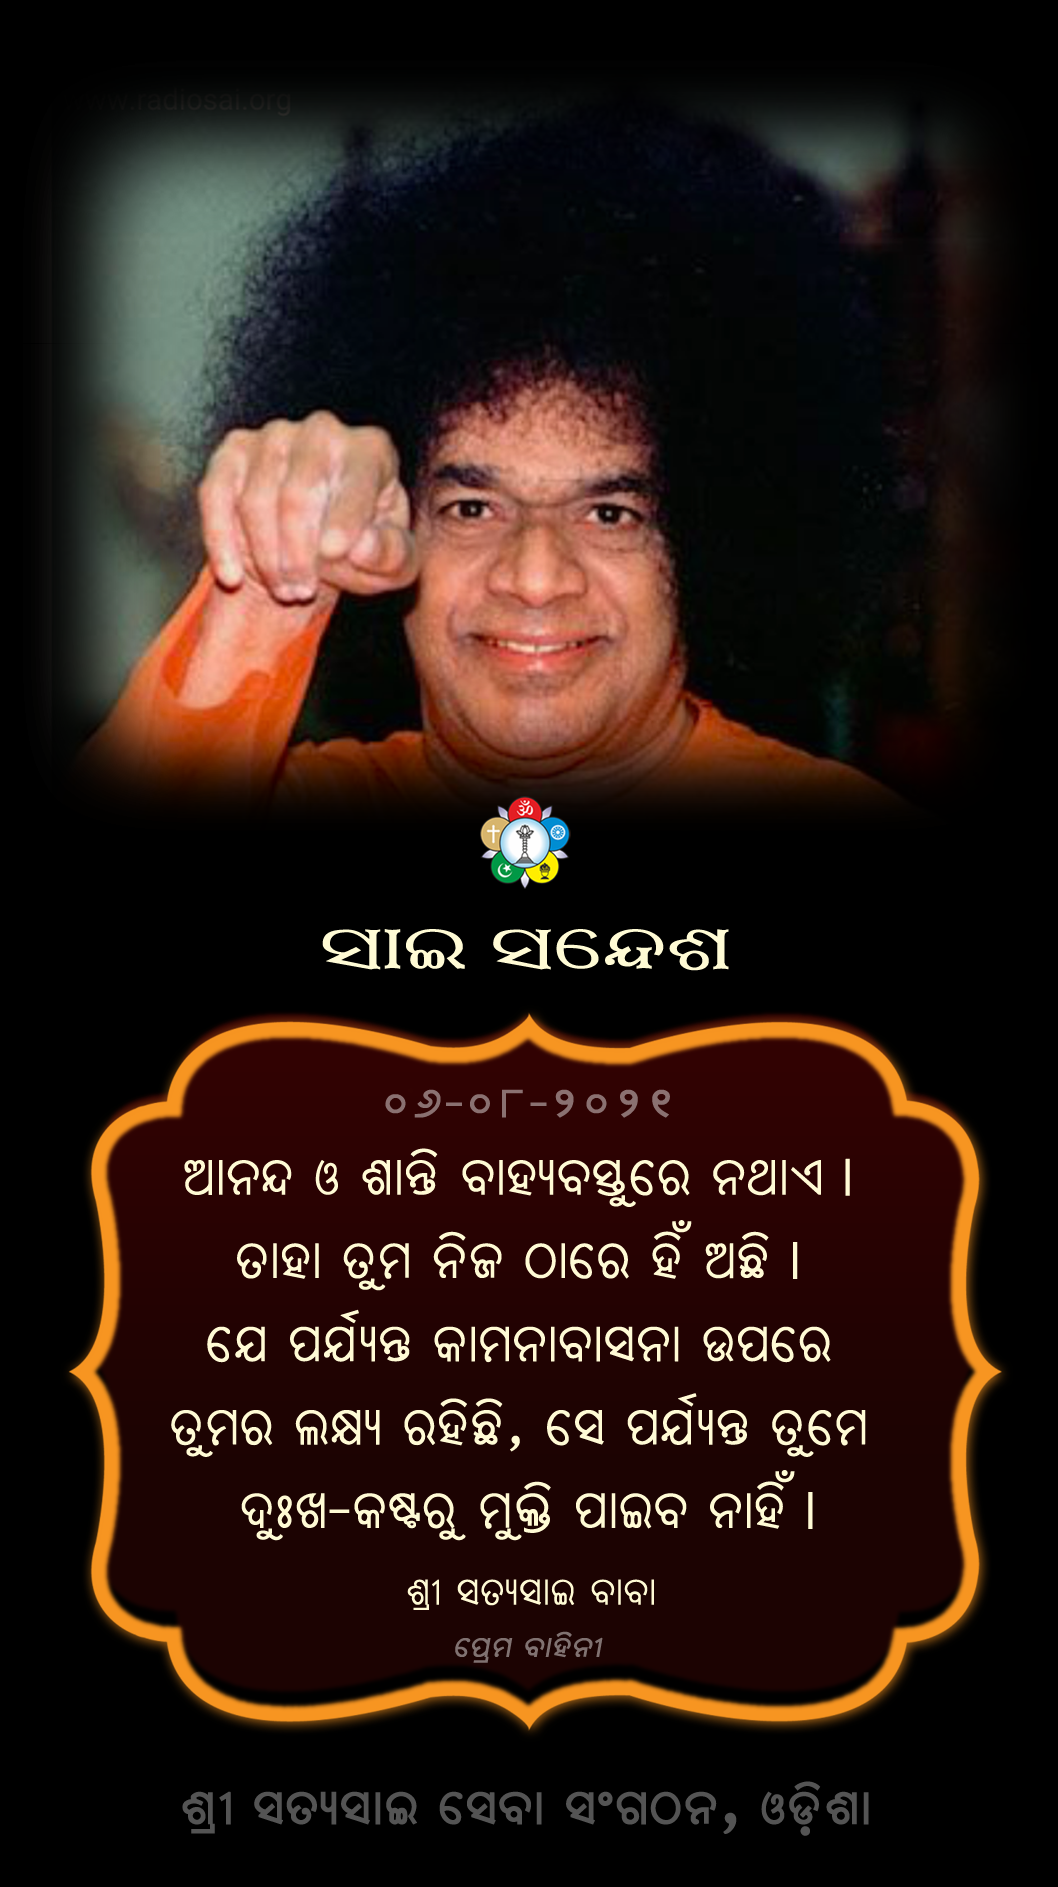 www.radiosai.org
ସାଇ ସନ୍ଦେଶ
୦୬-୦୮-୨୦୨୧
ଆନନ୍ଦ ଓ ଶାନ୍ତି ବାହ୍ୟବସ୍ତୁରେ ନଥାଏ ।
ତାହା ତୁମ ନିଜ ଠାରେ ହିଁ ଅଛି ।
ଯେ ପର୍ଯ୍ୟନ୍ତ କାମନାବାସନା ଉପରେ
ତୁମର ଲକ୍ଷ୍ୟ ରହିଛି, ସେ ପର୍ଯ୍ୟନ୍ତ ତୁମେ
ଦୁଃଖ-କଷ୍ଟରୁ ମୁକ୍ତି ପାଇବ ନାହିଁ ।
ଶ୍ରୀ ସତ୍ୟସାଇ ବାବା
ପ୍ରେମ ବାହିନୀ
ଶ୍ରୀ ସତ୍ୟସାଇ ସେବା ସଂଗଠନ, ଓଡ଼ିଶା